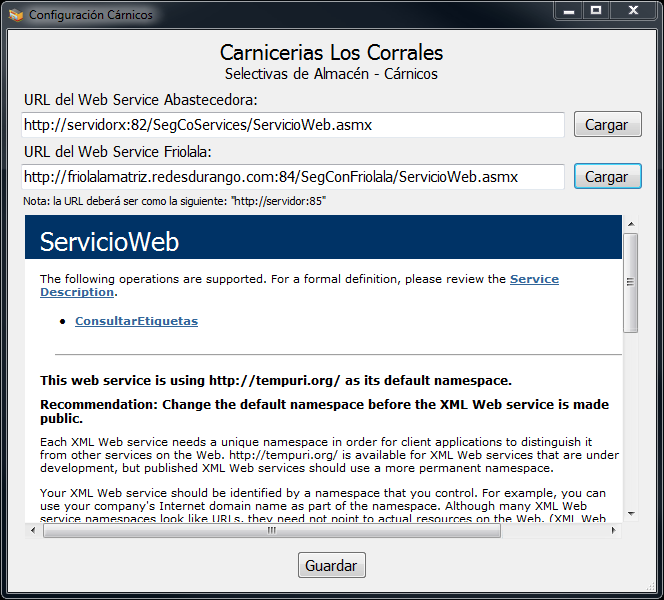 Configuración Cárnicos
Carnicerias Los Corrales
Selectivas de Almacén - Cárnicos
URL del Web Service Abastecedora:
http://servidorx:82/SegCoServices/ServicioWeb.asmx
Cargar
URL del Web Service Friolala:
http://friolalamatriz.redesdurango.com:84/SegConFriolala/ServicioWeb.asmx
Cargar
Nota: la URL deberá ser como la siguiente: "http://servidor:85"
ServicioWeb
The following operations are supported. For a formal definition, please review the Service
Description.
• ConsultarEtiquetas
This web service is using http://tempuri.org/ as its default namespace.
Recommendation: Change the default namespace before the XML Web service is made
public.
Each XML Web service needs a unique namespace in order for client applications to distinguish it
from other services on the Web. http://tempuri.org/ is available for XML Web services that are under
development, but published XML Web services should use a more permanent namespace.
Your XML Web service should be identified by a namespace that you control. For example, you can
use your company's Internet domain name as part of the namespace. Although many XML Web
service namespaces look like URLs, they need not point to actual resources on the Web. (XML Web
Guardar